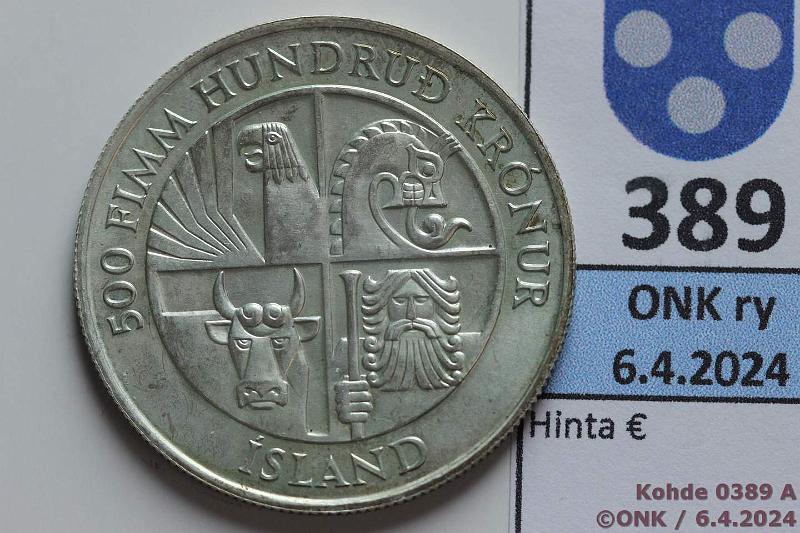 500 FIMM HUNDRUÐ KRÓNUR
ÍSLAND
389
ONK ry
6.4.2024
Hinta €
Kohde 0389 A
©ONK / 6.4.2024